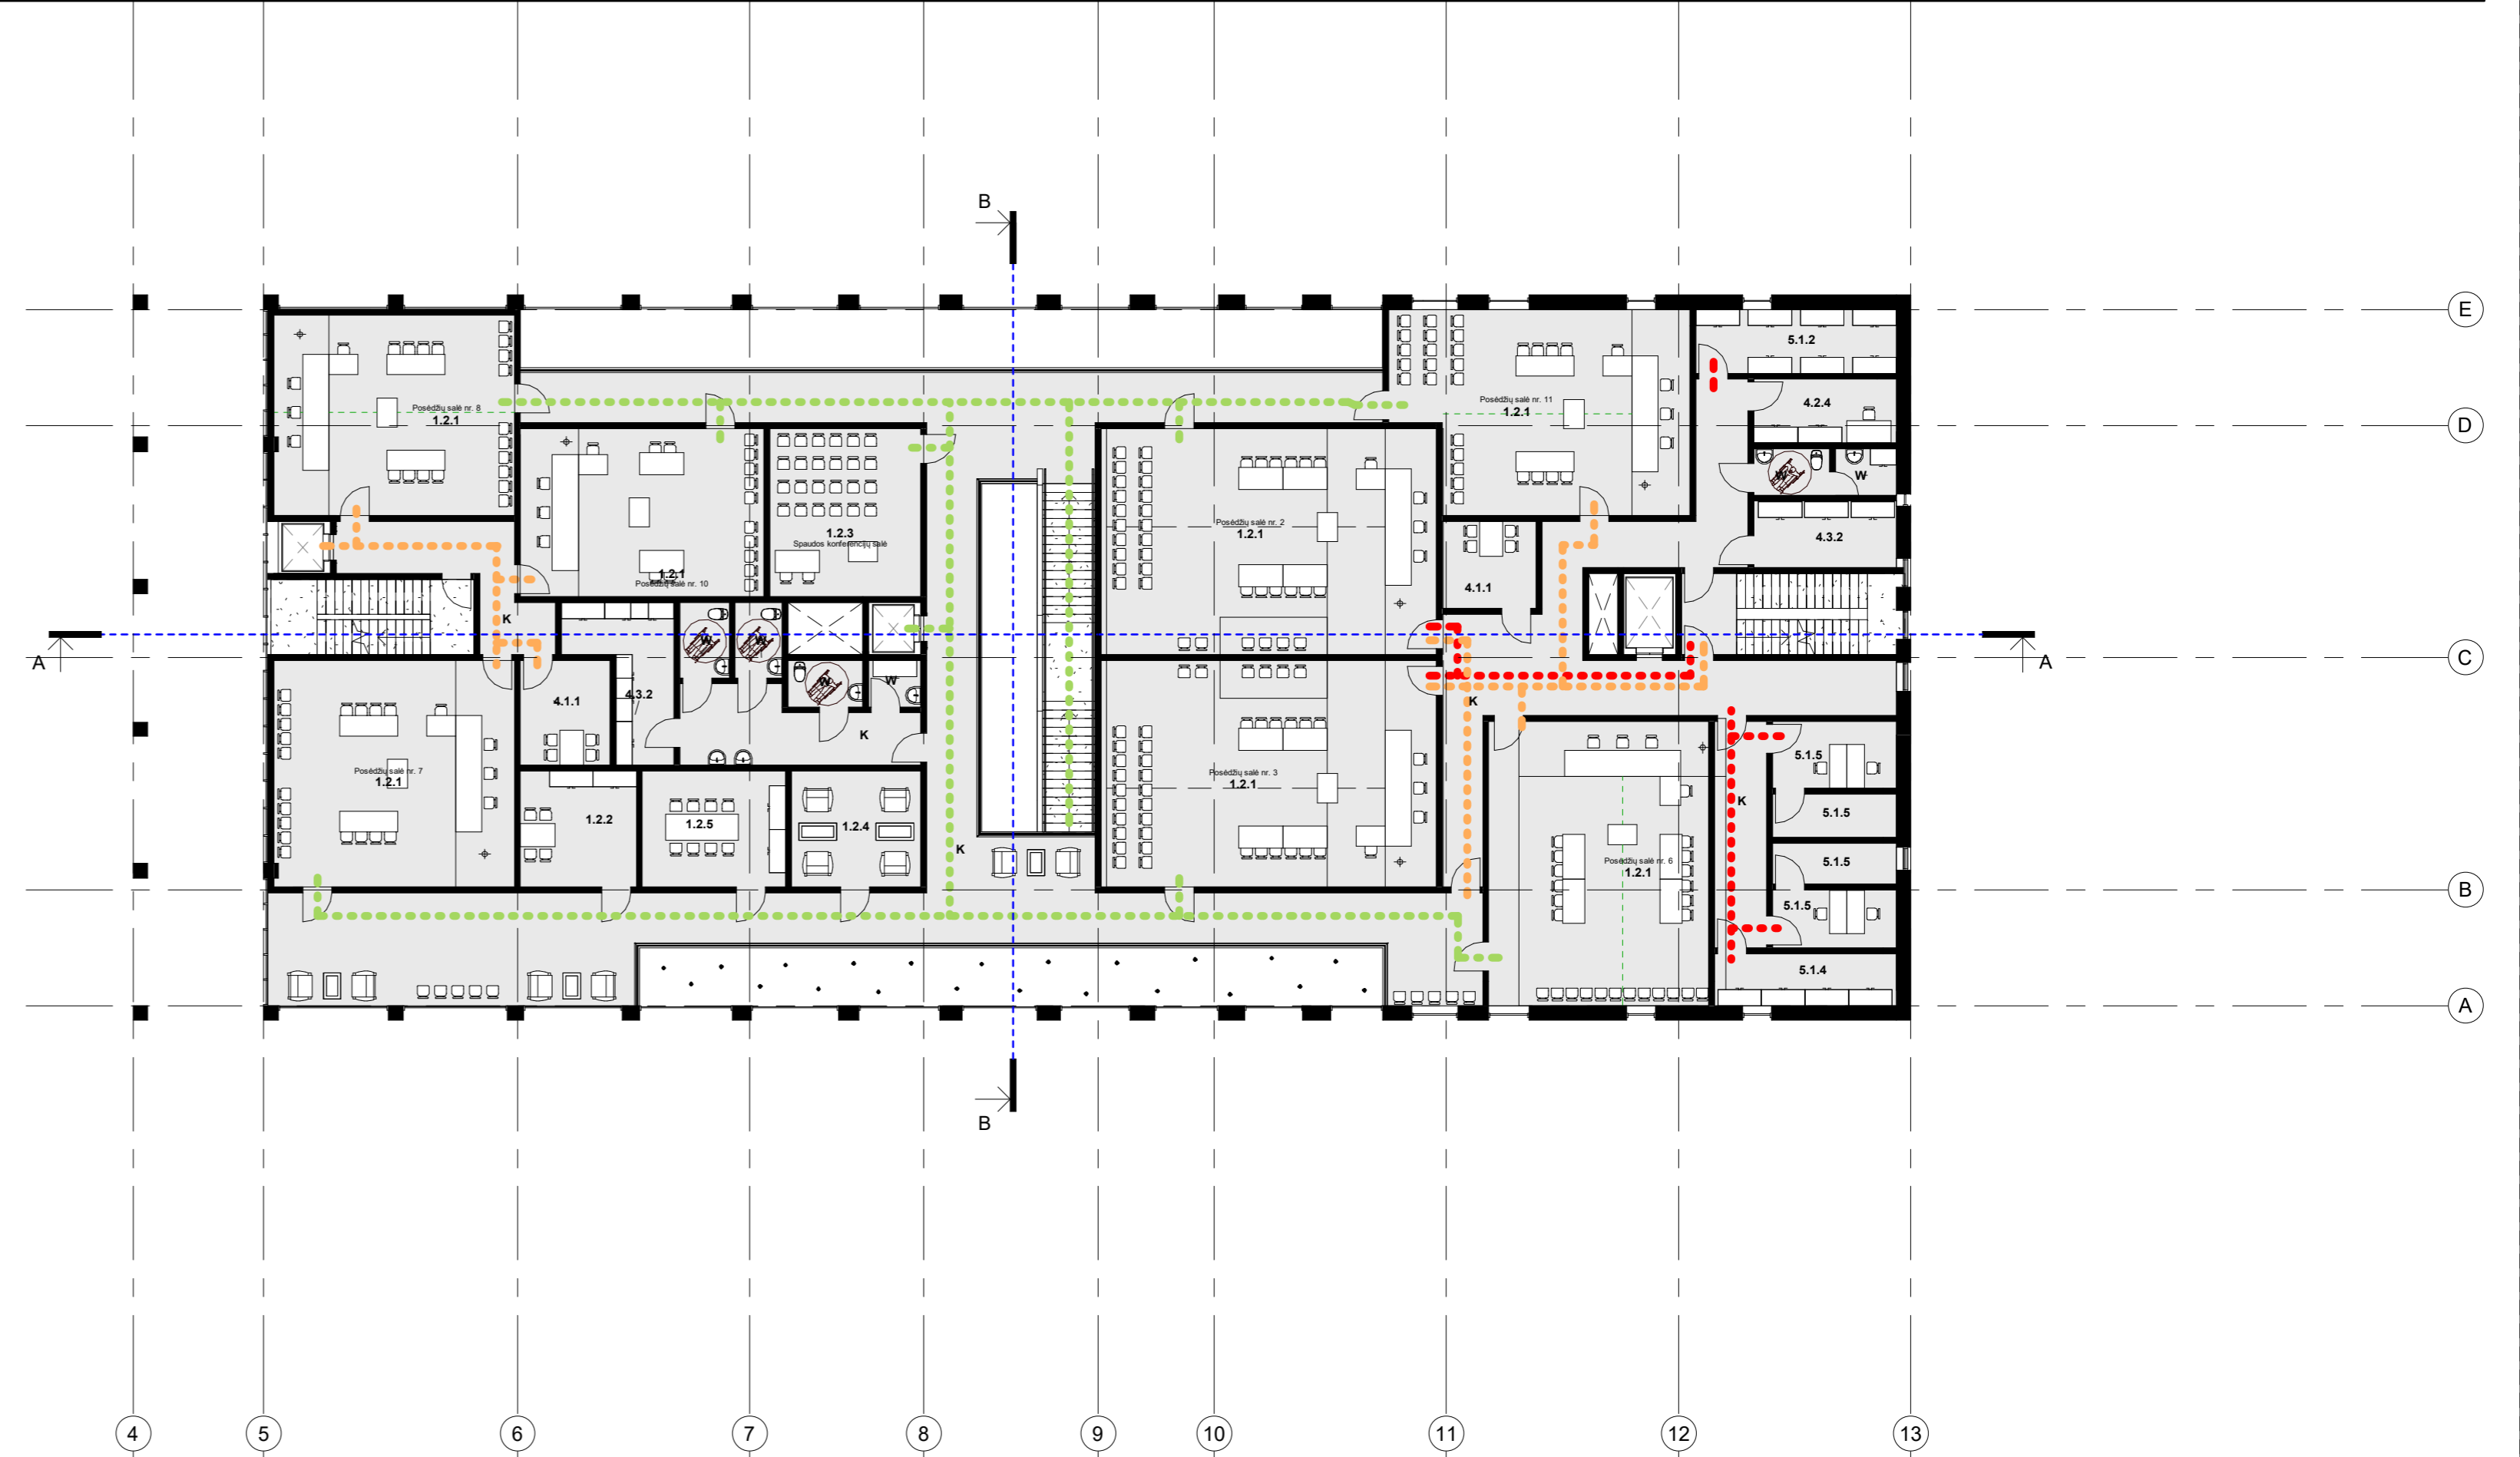 B
E
5.1.2
Posėdžių salė nr. 11
1.2.1
4.2.4
Posėdžių salė nr. 8
1.2.1
D
W
W
Posėdžių salė nr. 2
1.2.1
1.2.3
Spaudos konferencijų salė
4.3.2
1.2.1
Posėdžių salė nr. 10
4.1.1
K
W
W
A
A
C
W
W
4.1.1
4.3.2
K
K
5.1.5
Posėdžių salė nr. 7
1.2.1
Posėdžių salė nr. 3
1.2.1
K
5.1.5
1.2.2
1.2.5
1.2.4
K
Posėdžių salė nr. 6
1.2.1
5.1.5
B
5.1.5
5.1.4
A
B
4
5
6
7
8
9
10
11
12
13